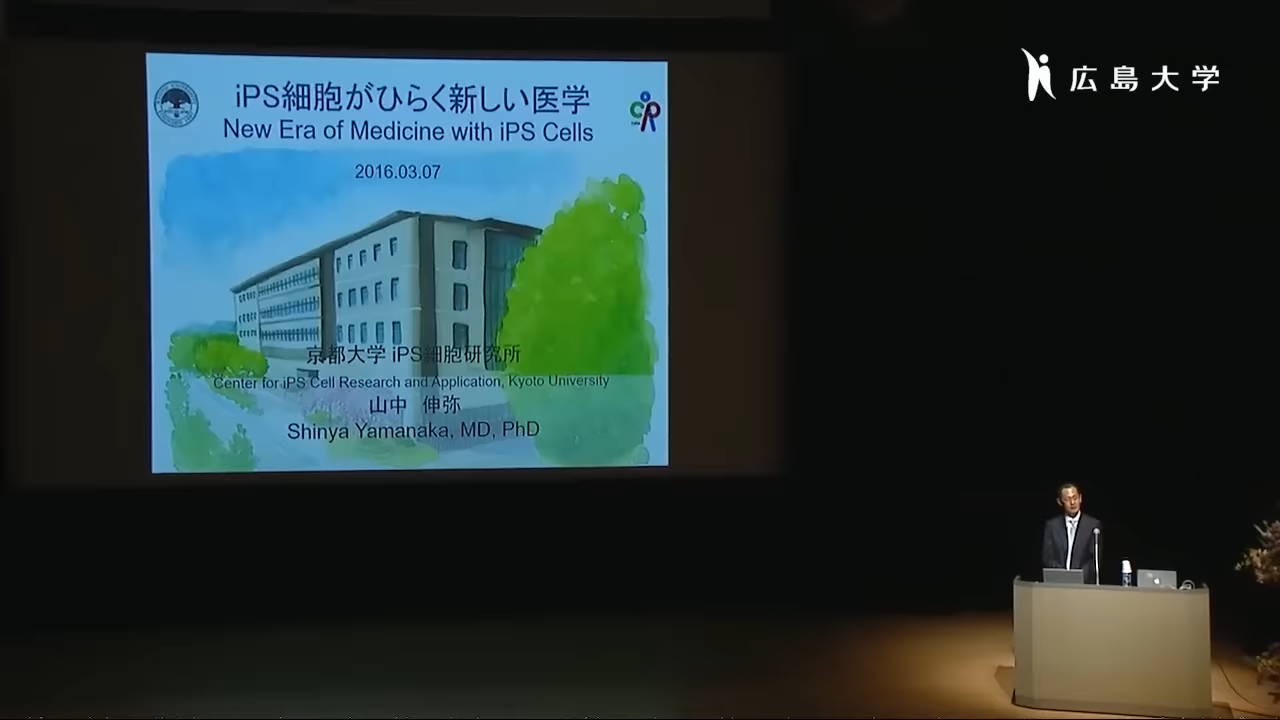 iPS細胞がひらく新しい医学
New Era of Medicine with iPS Cells
2016.03.07
京都大学 iPS細胞研究所
Center for iPS Cell Research and Application, Kyoto University
山中 伸弥
Shinya Yamanaka, MD, PhD
広島大学